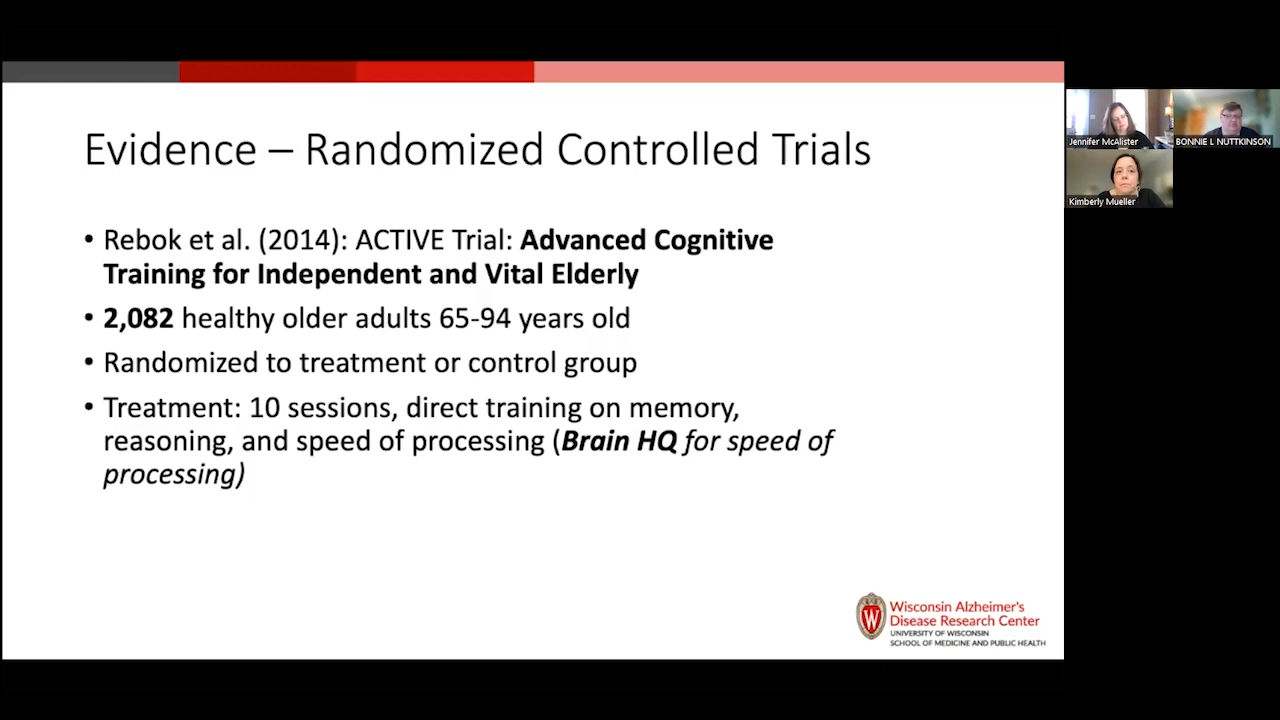 Evidence – Randomized Controlled Trials
• Rebok et al. (2014): ACTIVE Trial: Advanced Cognitive
Training for Independent and Vital Elderly
• 2,082 healthy older adults 65-94 years old
• Randomized to treatment or control group
• Treatment: 10 sessions, direct training on memory,
reasoning, and speed of processing (Brain HQ for speed of
processing)
W
Wisconsin Alzheimer's
Disease Research Center
UNIVERSITY OF WISCONSIN
SCHOOL OF MEDICINE AND PUBLIC HEALTH
Jennifer McAlister
BONNIE L NUTTKINSON
Kimberly Mueller